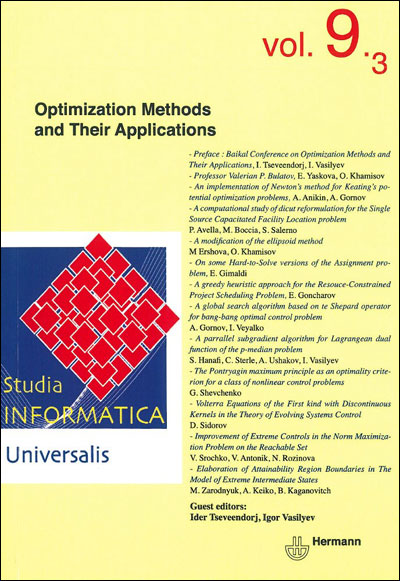 vol. 9.3
Optimization Methods
and Their Applications
- Preface : Baikal Conference on Optimization Methods and
Their Applications, I. Tseveendorj, I. Vasilyev
- Professor Valerian P. Bulatov, E. Yaskova, O. Khamisov
- An implementation of Newton's method for Keating's po-
tential optimization problems, A. Anikin, A. Gornov
- A computational study of dicut reformulation for the Single
Source Capacitated Facility Location problem
P. Avella, M. Boccia, S. Salerno
- A modification of the ellipsoid method
M Ershova, O. Khamisov
- On some Hard-to-Solve versions of the Assignment pro-
blem, E. Gimaldi
- A greedy heuristic approach for the Resouce-Constrained
Project Scheduling Problem, E. Goncharov
- A global search algorithm based on te Shepard operator
for bang-bang optimal control problem
A. Gornov, I. Veyalko
- A parrallel subgradient algorithm for Lagrangean dual
function of the p-median problem
S. Hanafi, C. Sterle, A. Ushakov, I. Vasilyev
- The Pontryagin maximum principle as an optimality crite-
rion for a class of nonlinear control problems
G. Shevchenko
- Volterra Equations of the First kind with Discontinuous
Kernels in the Theory of Evolving Systems Control
D. Sidorov
- Improvement of Extreme Controls in the Norm Maximiza-
tion Problem on the Reachable Set
V. Srochko, V. Antonik, N. Rozinova
- Elaboration of Attainability Region Boundaries in The
Model of Extreme Intermediate States
M. Zarodnyuk, A. Keiko, B. Kaganovitch
Guest editors:
Ider Tseveendorj, Igor Vasilyev
Studia
INFORMATICA
Universalis
Hermann